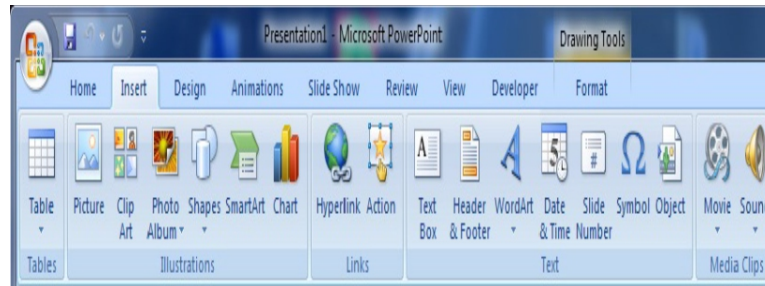 Presentation1 - Microsoft PowerPoint Drawing Tools
Home Insert Design Animations Slide Show Review View Developer Format
Table Picture Clip Art Photo Album Shapes SmartArt Chart Hyperlink Action Text Box Header & Footer WordArt Date & Time Slide Number Symbol Object Movie Soun
Tables Illustrations Links Text Media Clips